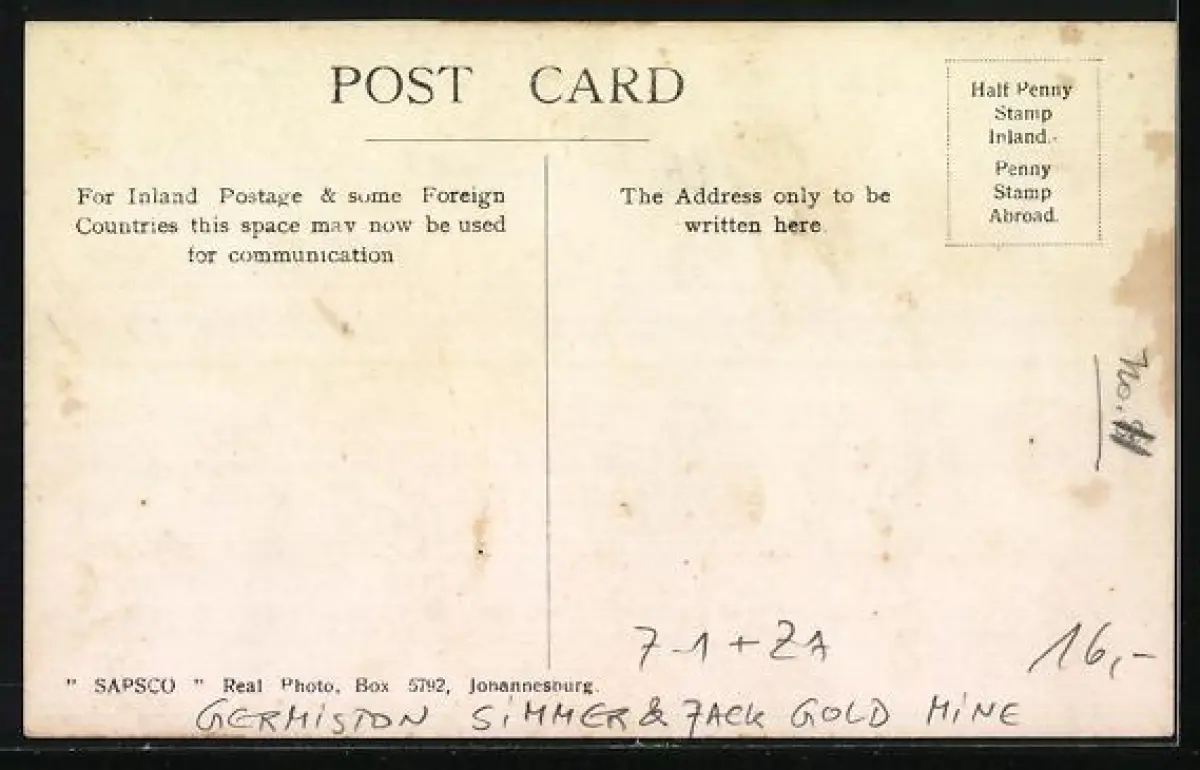 POST CARD
Half Penny
Stamp
Inland.
Penny
Stamp
Abroad.
For Inland Postage & some Foreign
Countries this space may now be used
for communication
The Address only to be
written here
No.
7-1+ZA
16,-
" SAPSCO " Real Photo, Box 5792, Johannesburg.
GERMISTON SIMMER & JACK GOLD MINE